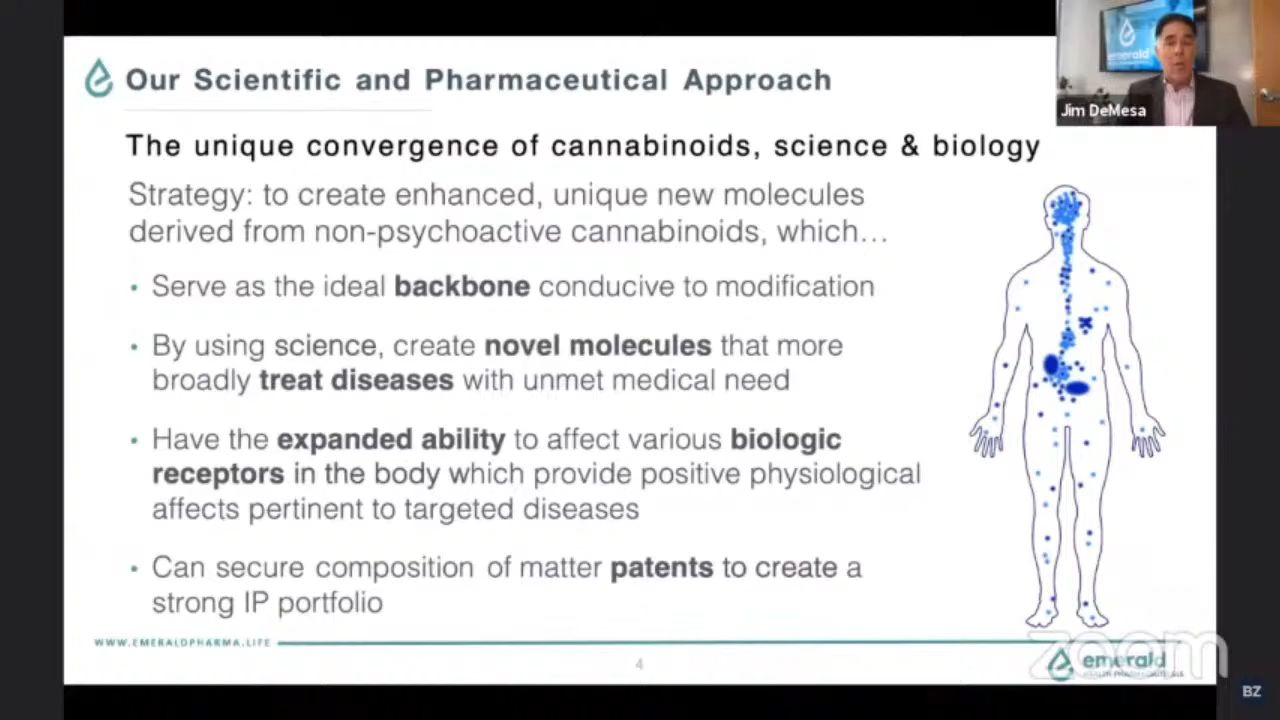 Our Scientific and Pharmaceutical Approach
The unique convergence of cannabinoids, science & biology
Strategy: to create enhanced, unique new molecules
derived from non-psychoactive cannabinoids, which...
• Serve as the ideal backbone conducive to modification
• By using science, create novel molecules that more
broadly treat diseases with unmet medical need
• Have the expanded ability to affect various biologic
receptors in the body which provide positive physiological
affects pertinent to targeted diseases
• Can secure composition of matter patents to create a
strong IP portfolio
WWW.EMERALDPHARMA.LIFE
4
emerald
HEALTH PHARMACEUTICALS
zoom
BZ
emerald
Jim DeMesa